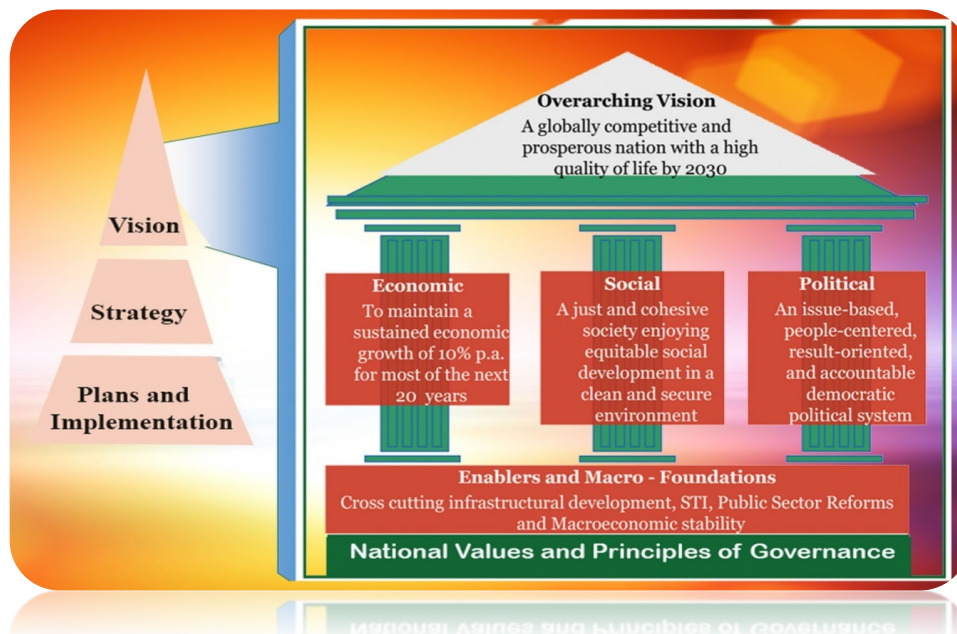 Vision
Strategy
Plans and
Implementation
Overarching Vision
A globally competitive and
prosperous nation with a high
quality of life by 2030
Economic
To maintain a
sustained economic
growth of 10% p.a.
for most of the next
20 years
Social
A just and cohesive
society enjoying
equitable social
development in a
clean and secure
environment
Political
An issue-based,
people-centered,
result-oriented,
and accountable
democratic
political system
Enablers and Macro - Foundations
Cross cutting infrastructural development, STI, Public Sector Reforms
and Macroeconomic stability
National Values and Principles of Governance